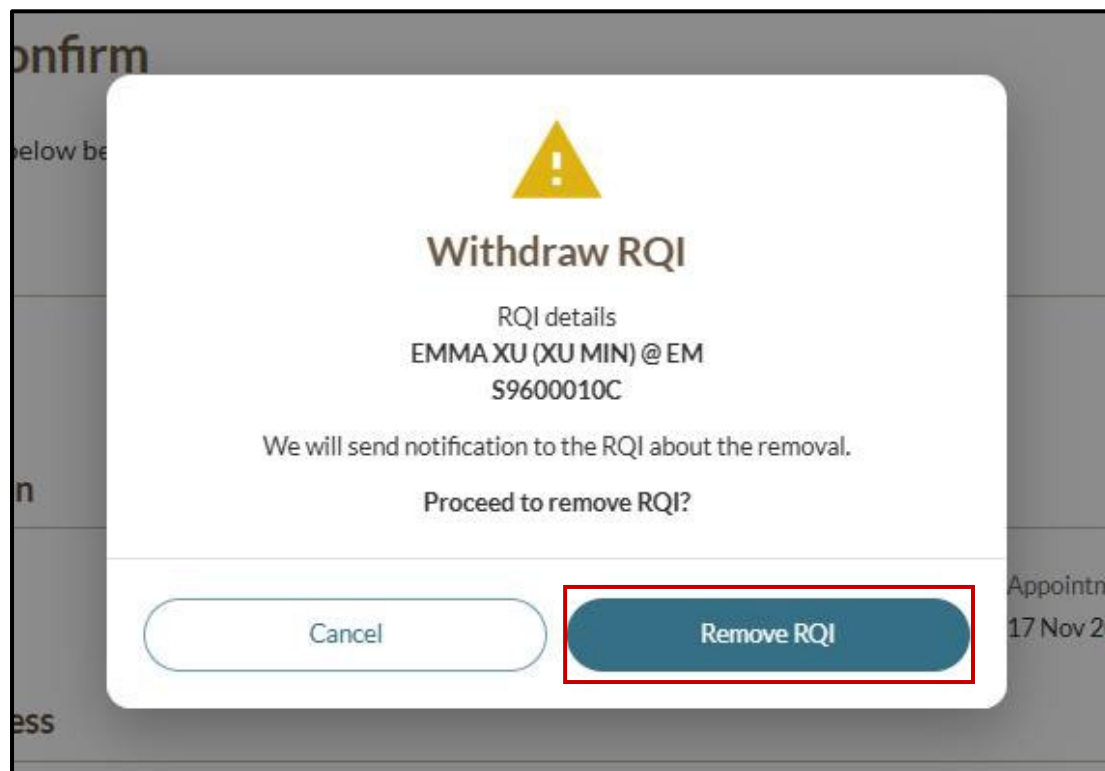 onfirm
below be
Withdraw RQI
RQI details
EMMA XU (XU MIN) @ EM
S9600010C
We will send notification to the RQI about the removal.
Proceed to remove RQI?
n
Appointm
Cancel
Remove RQI
17 Nov 2
ess